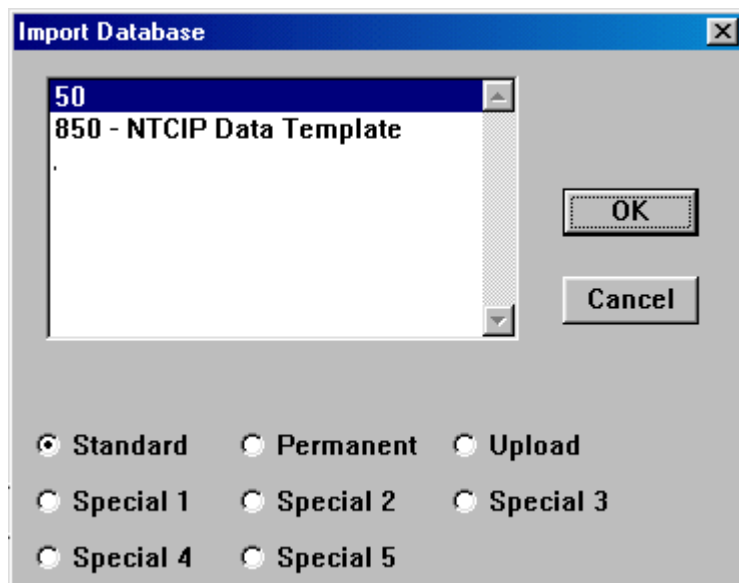 Import Database
50
850 - NTCIP Data Template
OK
Cancel
Standard Permanent Upload
Special 1 Special 2 Special 3
Special 4 Special 5